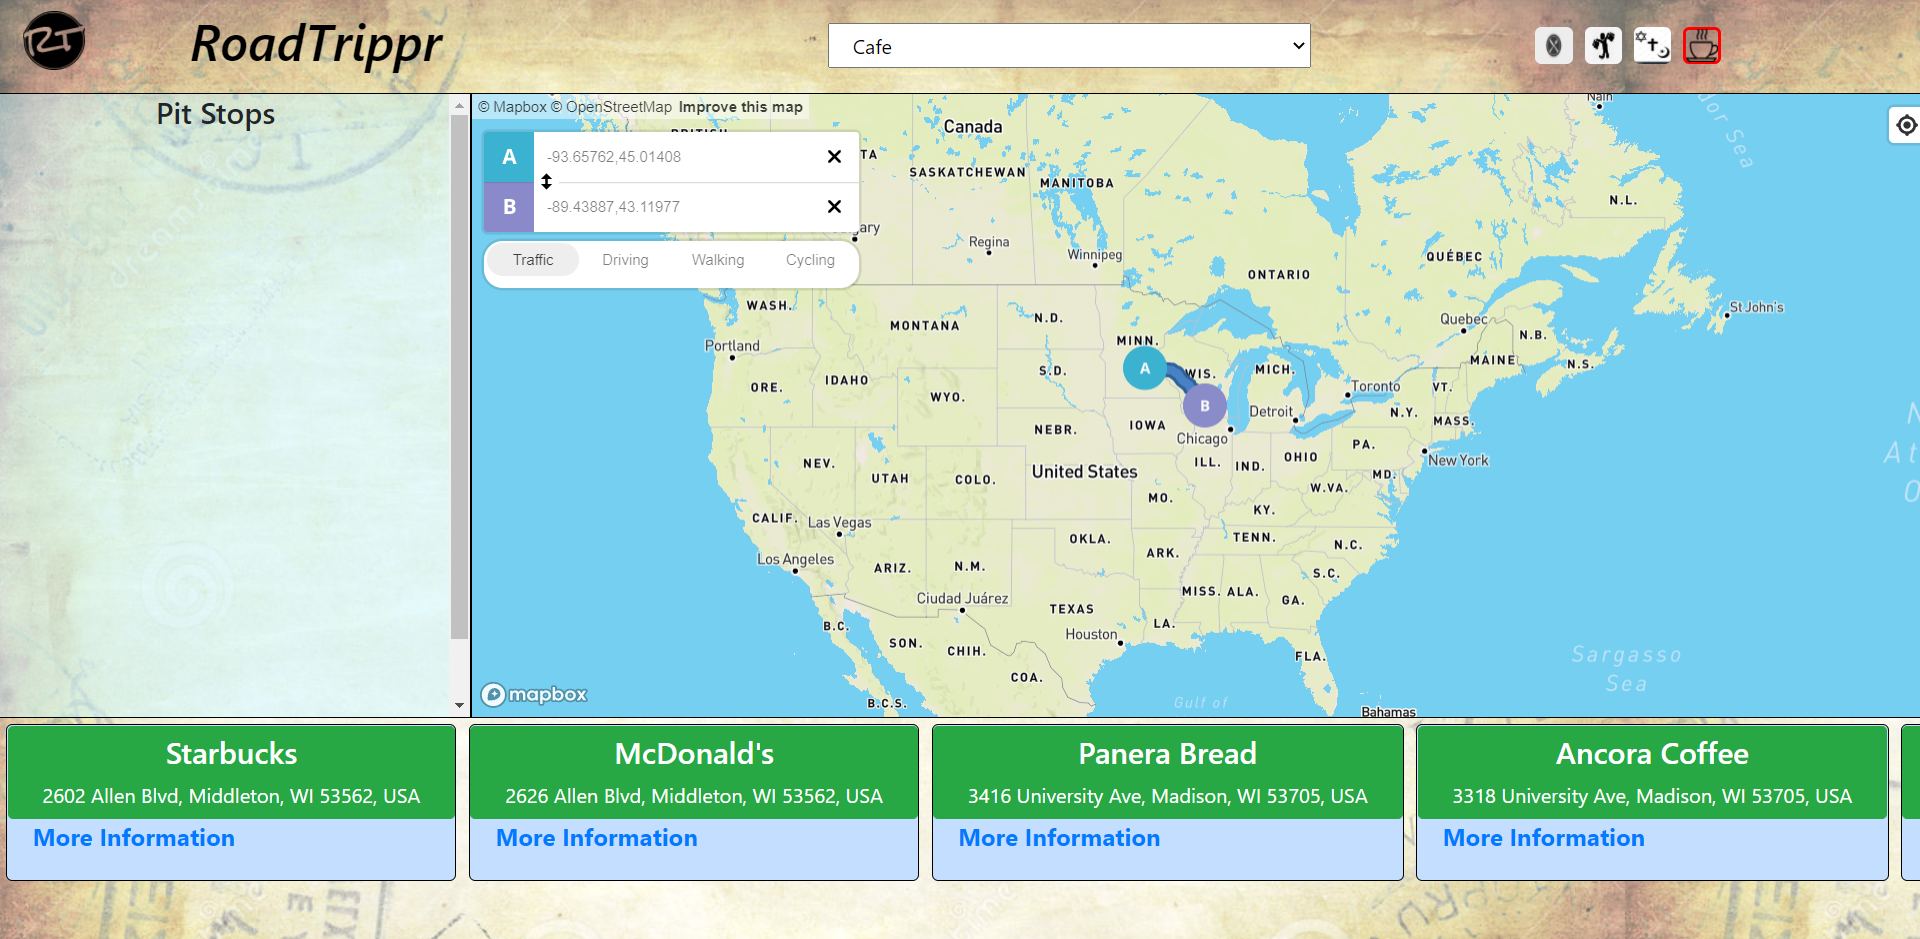 RT
RoadTrippr
Cafe
Pit Stops
© Mapbox © OpenStreetMap Improve this map
A
-93.65762,45.01408
B
-89.43887,43.11977
Traffic
Driving
Walking
Cycling
Canada
SASKATCHEWAN
MANITOBA
Nain
N.L.
Regina
Winnipeg
ONTARIO
QUÉBEC
WASH.
MONTANA
N.D.
MINN.
Quebec
N.B.
St John's
Portland
S.D.
A
WIS.
MICH.
MAINE
N.S.
ORE.
IDAHO
WYO.
Toronto
VT.
B
Detroit
N.Y.
MASS.
NEBR.
IOWA
Chicago
PA.
NEV.
UTAH
COLO.
United States
ILL.
IND.
OHIO
MD.
New York
MO.
W.VA.
KY.
CALIF.
Las Vegas
OKLA.
TENN.
N.C.
Los Angeles
ARIZ.
N.M.
ARK.
S.C.
Ciudad Juárez
TEXAS
MISS.
ALA.
GA.
B.C.
SON.
CHIH.
Houston
LA.
FLA.
COA.
Sargasso
Sea
B.C.S.
Gulf of
Bahamas
mapbox
Starbucks
2602 Allen Blvd, Middleton, WI 53562, USA
More Information
McDonald's
2626 Allen Blvd, Middleton, WI 53562, USA
More Information
Panera Bread
3416 University Ave, Madison, WI 53705, USA
More Information
Ancora Coffee
3318 University Ave, Madison, WI 53705, USA
More Information